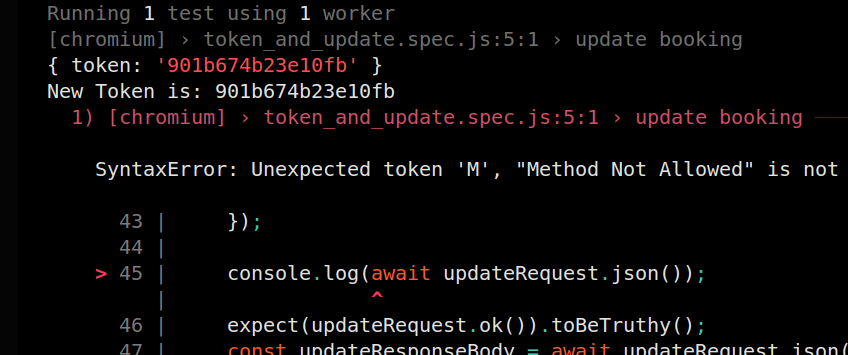 Running 1 test using 1 worker
[chromium] › token_and_update.spec.js:5:1 › update booking
{ token: '901b674b23e10fb' }
New Token is: 901b674b23e10fb
1) [chromium] › token_and_update.spec.js:5:1 › update booking
SyntaxError: Unexpected token 'M', "Method Not Allowed" is not
43 | });
44 |
> 45 | console.log(await updateRequest.json());
| ^
46 | expect(updateRequest.ok()).toBeTruthy();
47 | const updateResponseBody = await updateRequest.json(